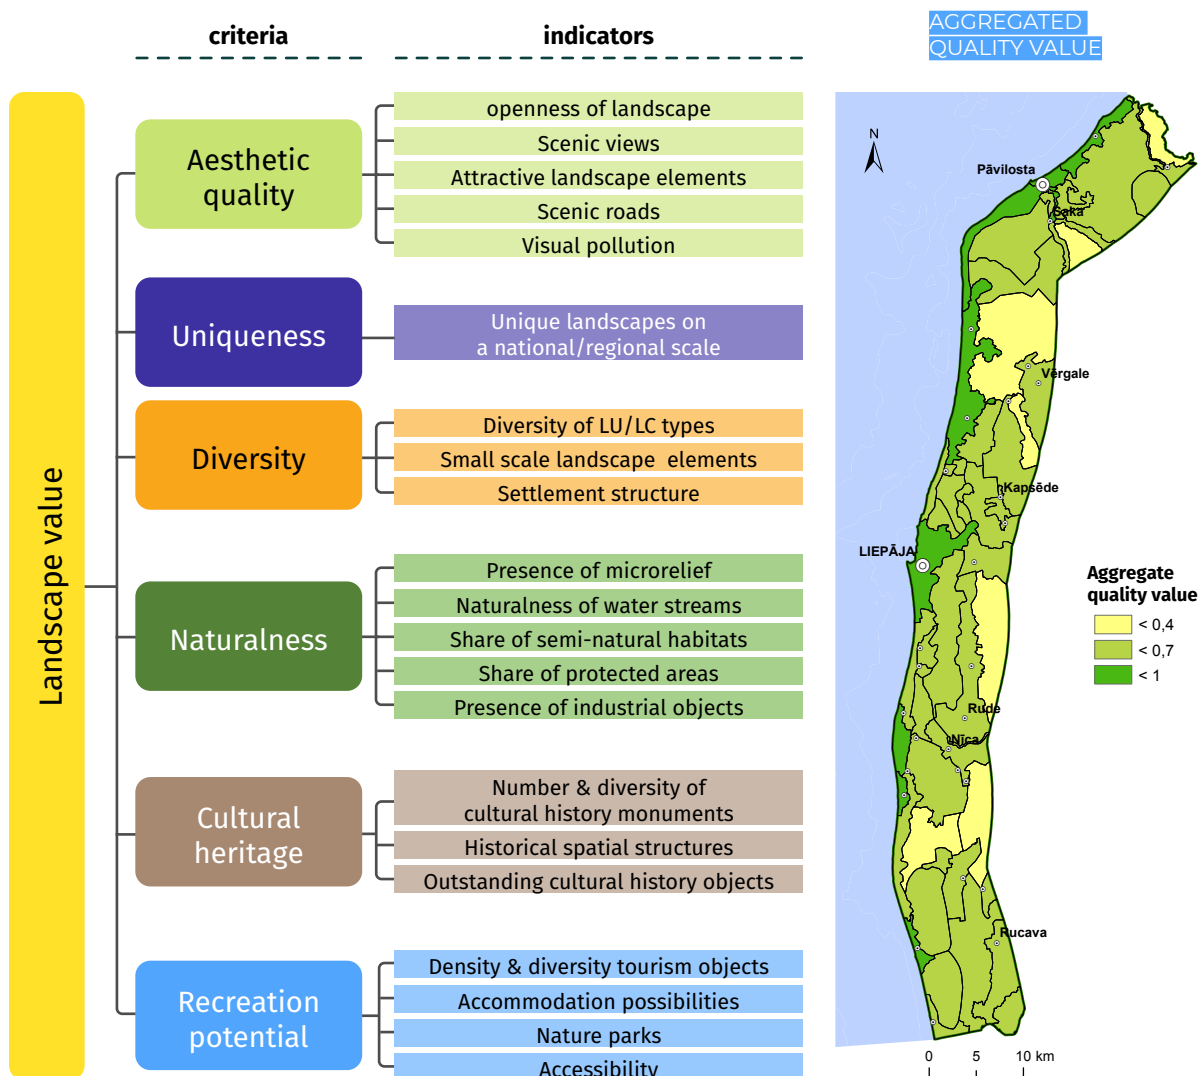 criteria
indicators
AGGREGATED
QUALITY VALUE
Landscape value
Aesthetic
quality
openness of landscape
Scenic views
Attractive landscape elements
Scenic roads
Visual pollution
Uniqueness
Unique landscapes on
a national/regional scale
Diversity
Diversity of LU/LC types
Small scale landscape elements
Settlement structure
Naturalness
Presence of microrelief
Naturalness of water streams
Share of semi-natural habitats
Share of protected areas
Presence of industrial objects
Cultural
heritage
Number & diversity of
cultural history monuments
Historical spatial structures
Outstanding cultural history objects
Recreation
potential
Density & diversity tourism objects
Accommodation possibilities
Nature parks
Accessibility
N
Pāvilosta
Saka
Vērgale
Kapsēde
LIEPĀJA
Rude
Nīca
Rucava
Aggregate
quality value
< 0,4
< 0,7
< 1
0 5 10 km